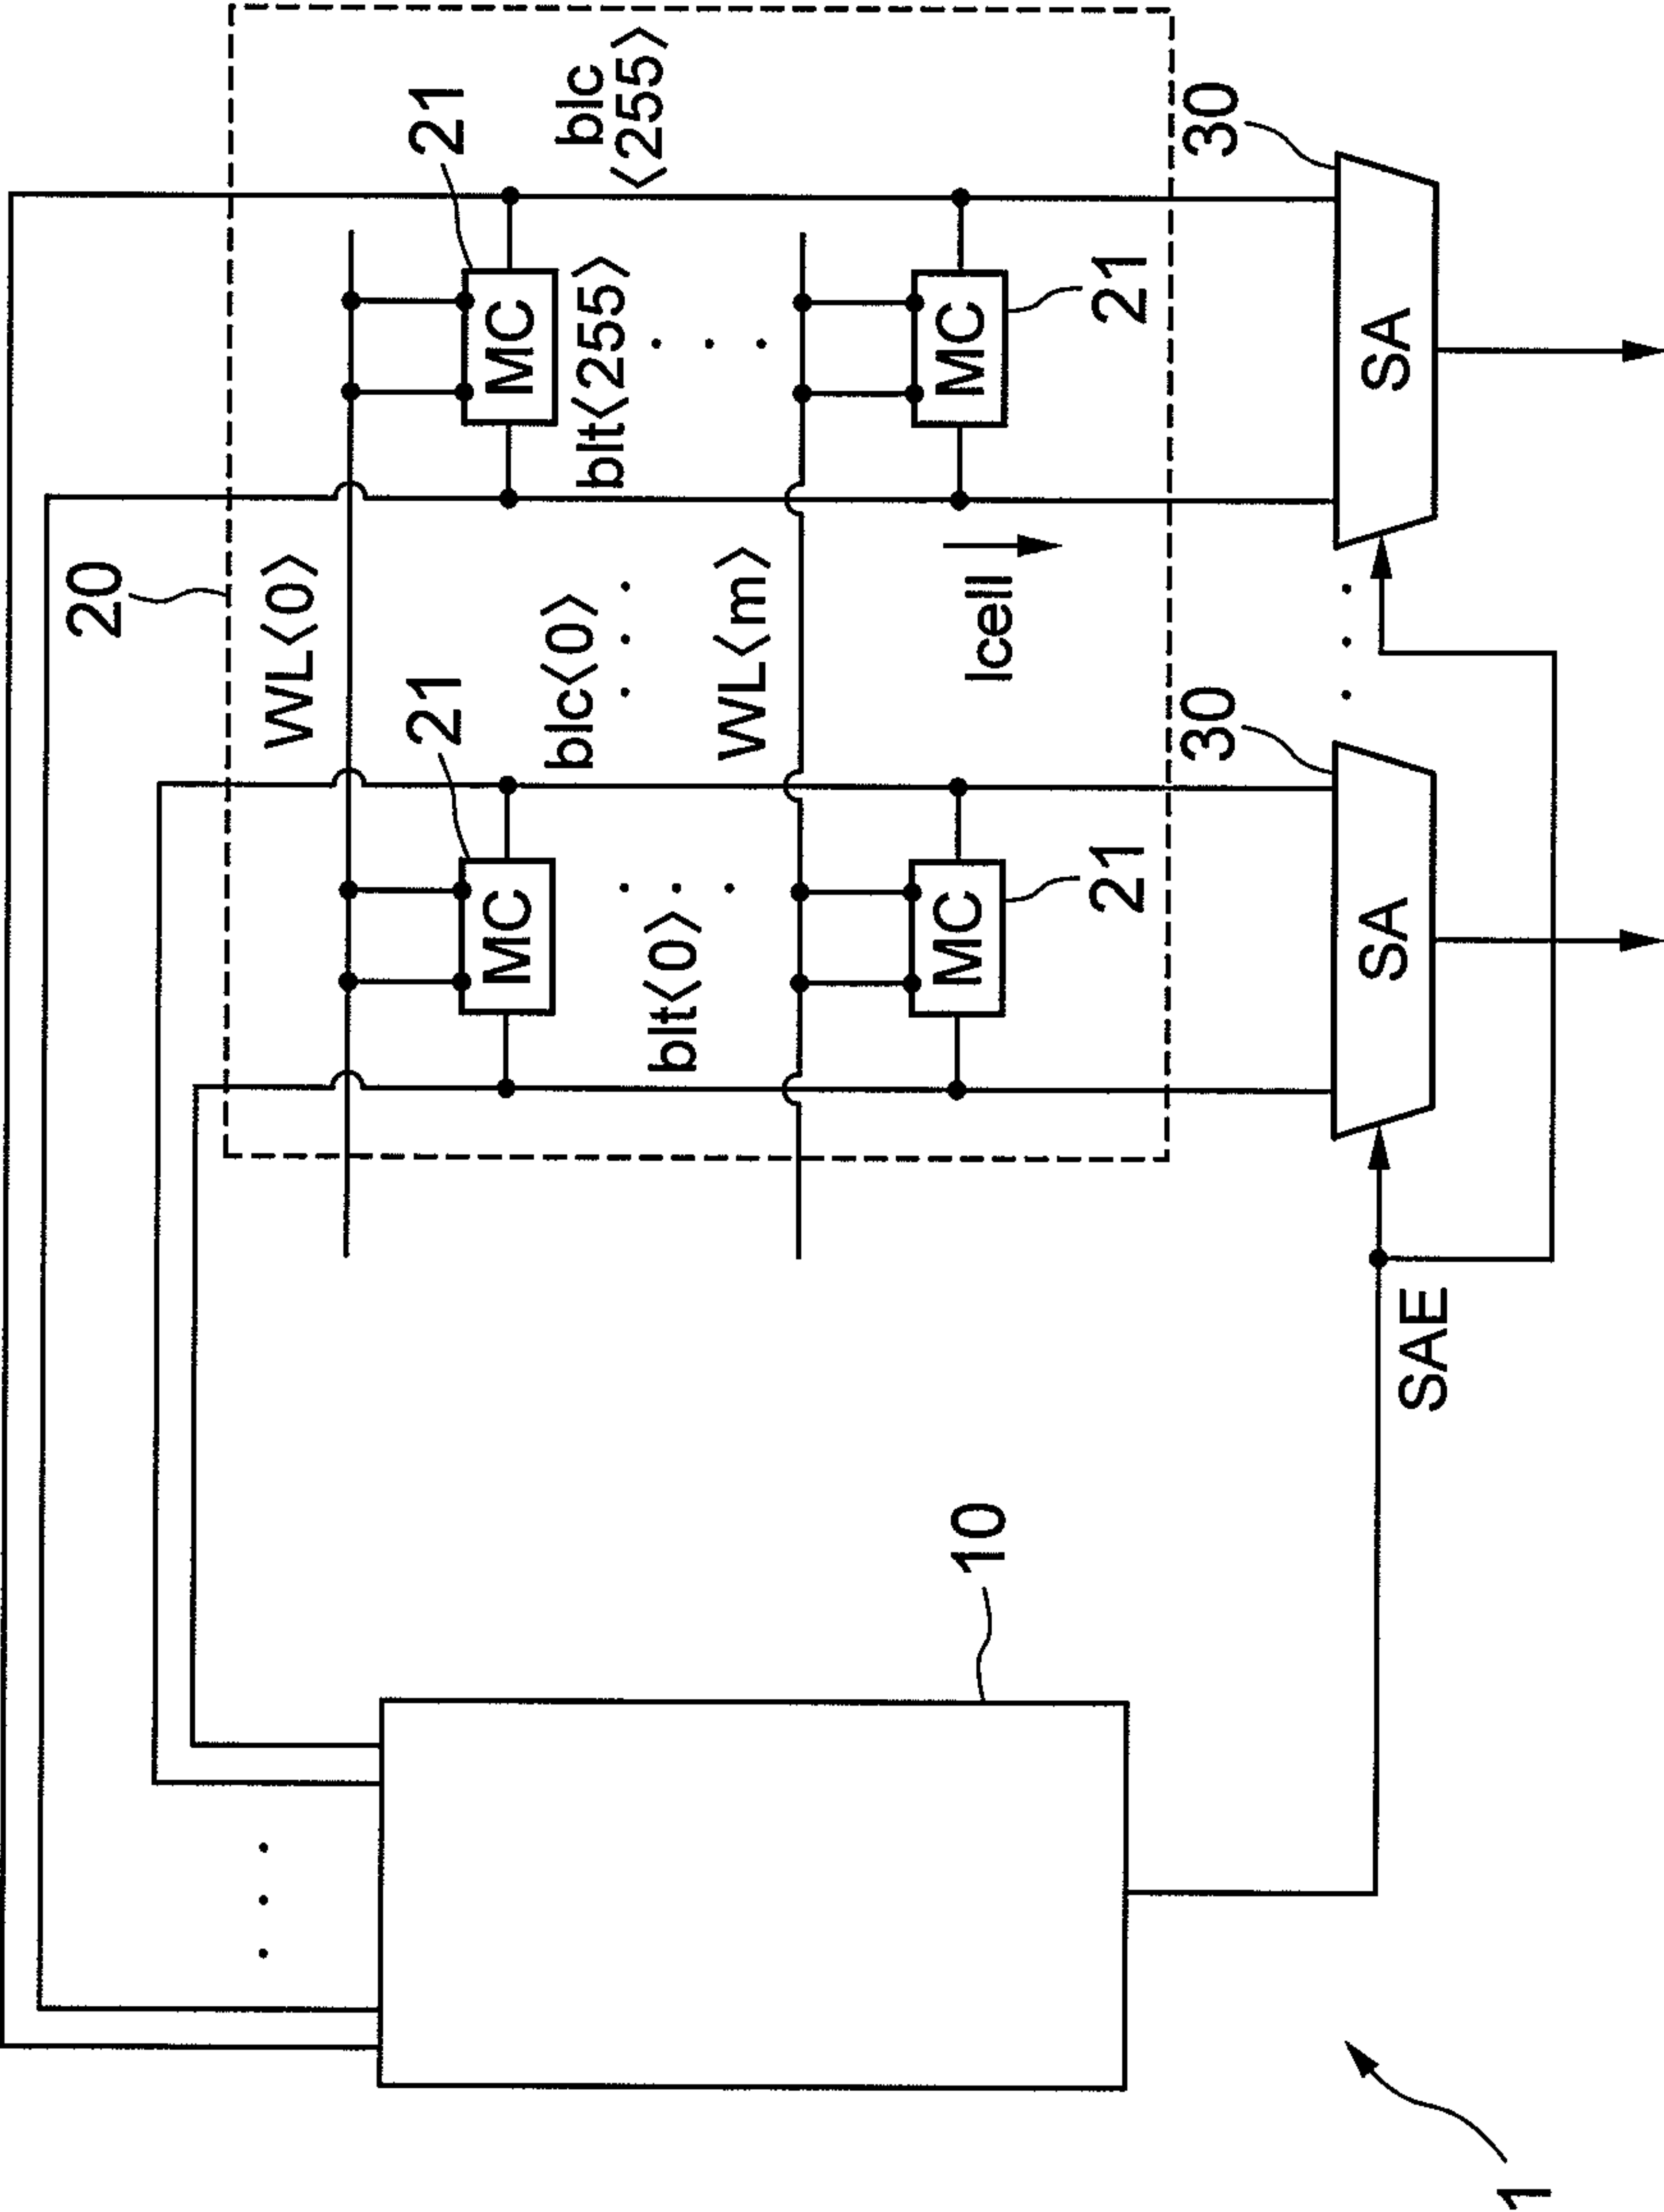 20
WL<0>
21
21
MC
MC
blc<0>
blt<255>
blc
<255>
blt<0>
WL<m>
MC
MC
10
Icell
21
21
30
30
SA
SA
SAE
1